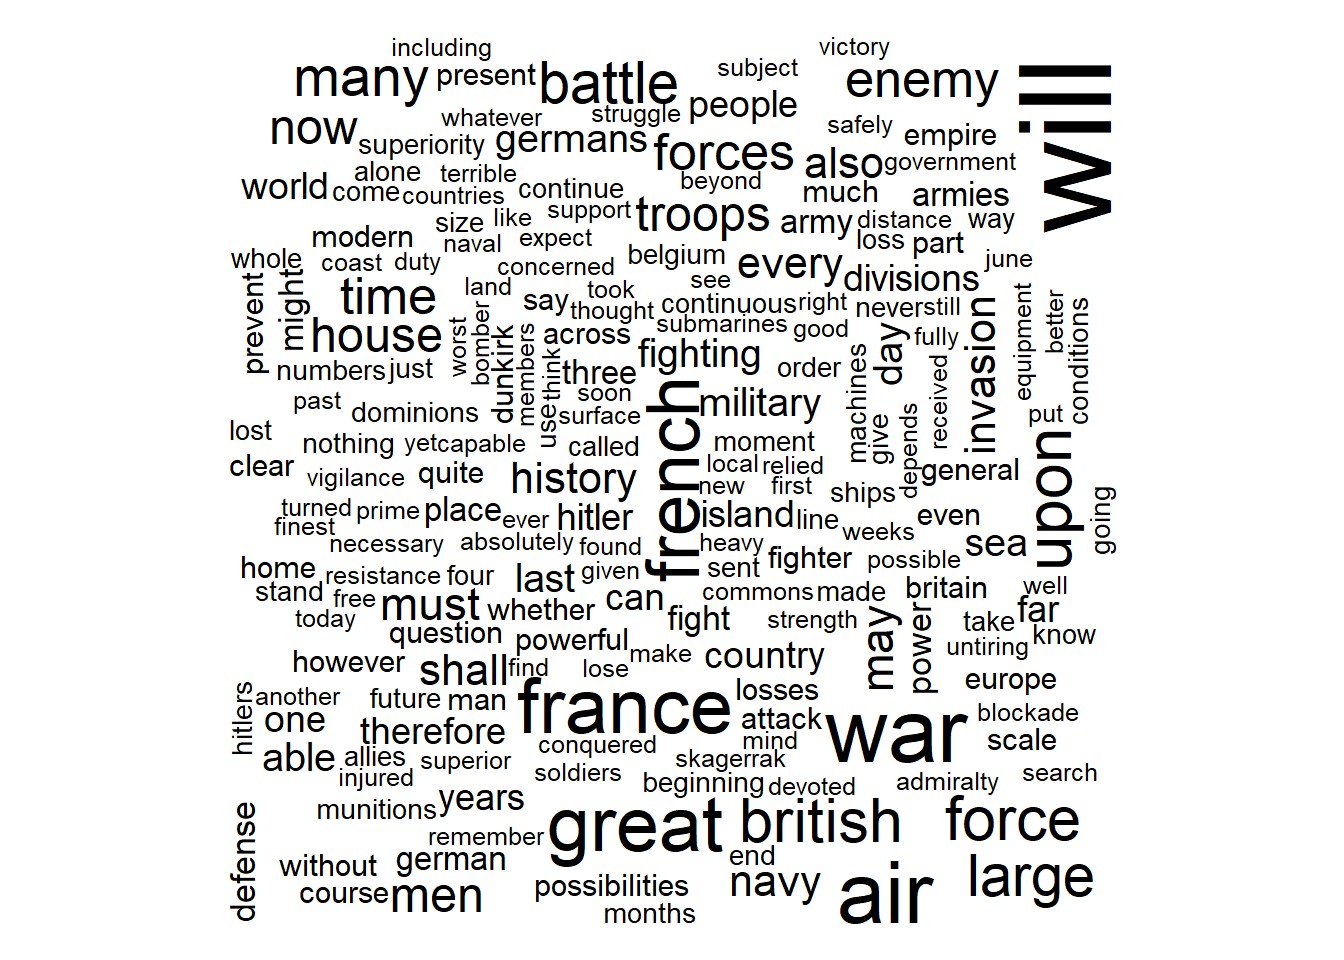 including
victory
many present battle subject enemy will
people
whatever struggle
now superiority germans forces safely empire
alone terrible also government
world come countries continue beyond much armies
size like support troops army distance way
modern naval expect loss part
whole coast duty concerned belgium every june
land see divisions
prevent might time say took continuous right never still
thought submarines good fully
house worst bomber dunkirk members across fighting day invasion equipment better conditions
numbers just think three order machines received
past soon french military put
dominions use surface give depends
lost nothing yet capable called moment upon
clear vigilance quite history local relied general
new first ships
turned prime place ever hitler island line weeks even going
finest
necessary absolutely found heavy fighter possible sea
home resistance four last given sent britain well
stand free must whether can commons made far
today fight strength may power take know
question powerful untiring
however shall find lose make country europe
hitlers another future man france losses war blockade
one therefore attack scale
conquered mind
able allies superior skagerrak
injured soldiers beginning devoted admiralty search
munitions years great british force
defense remember
without german end
course men possibilities navy air large
months